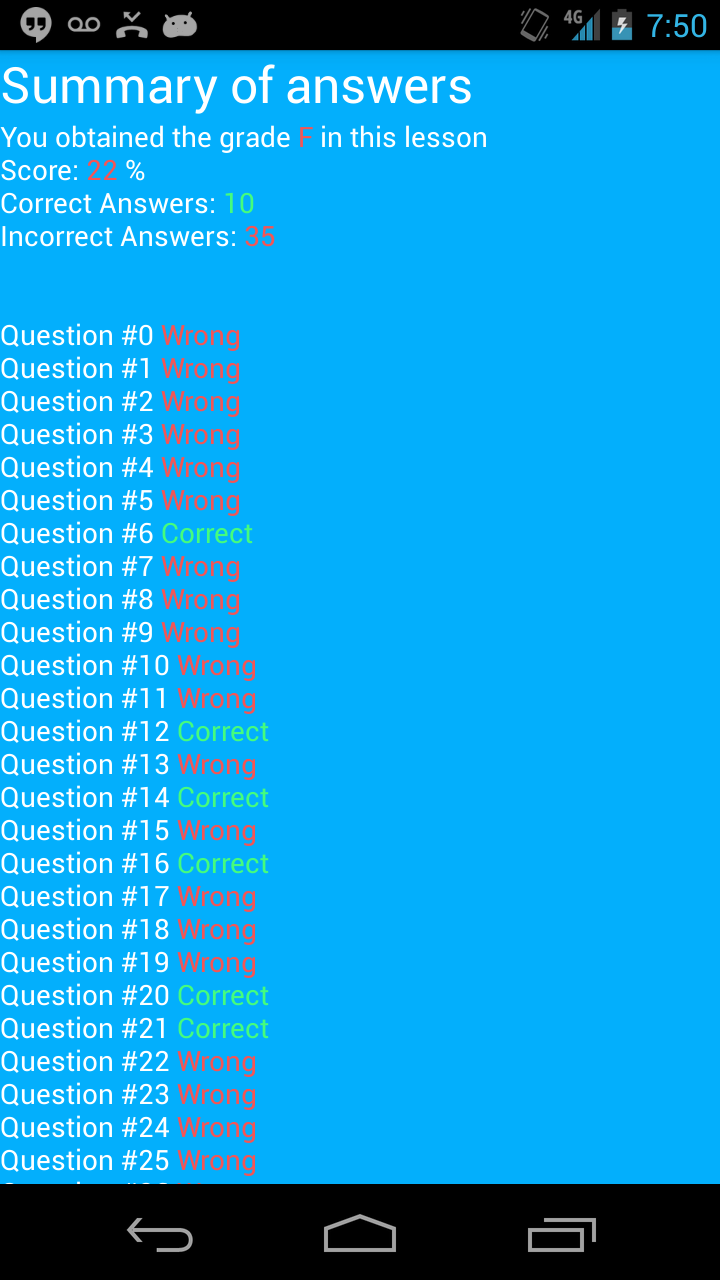 4G 7:50
Summary of answers
You obtained the grade F in this lesson
Score: 22 %
Correct Answers: 10
Incorrect Answers: 35
Question #0 Wrong
Question #1 Wrong
Question #2 Wrong
Question #3 Wrong
Question #4 Wrong
Question #5 Wrong
Question #6 Correct
Question #7 Wrong
Question #8 Wrong
Question #9 Wrong
Question #10 Wrong
Question #11 Wrong
Question #12 Correct
Question #13 Wrong
Question #14 Correct
Question #15 Wrong
Question #16 Correct
Question #17 Wrong
Question #18 Wrong
Question #19 Wrong
Question #20 Correct
Question #21 Correct
Question #22 Wrong
Question #23 Wrong
Question #24 Wrong
Question #25 Wrong